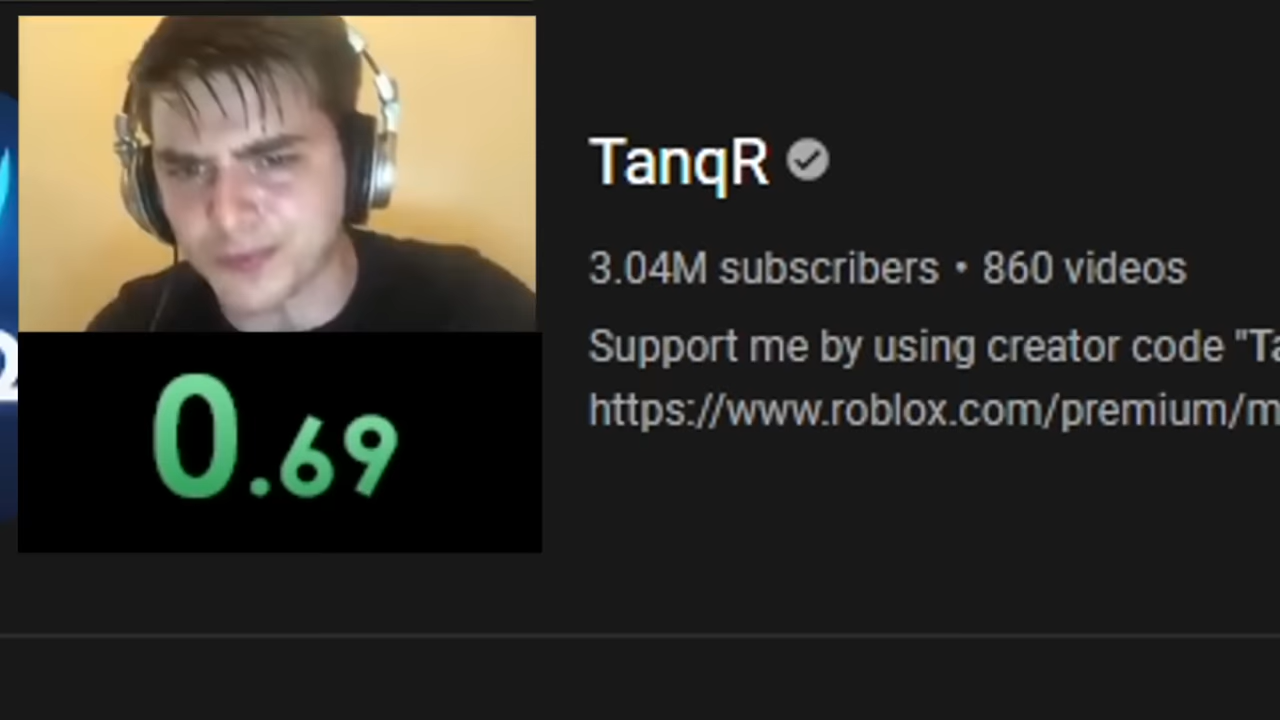 TanqR
3.04M subscribers • 860 videos
Support me by using creator code "Ta
https://www.roblox.com/premium/m
0.69